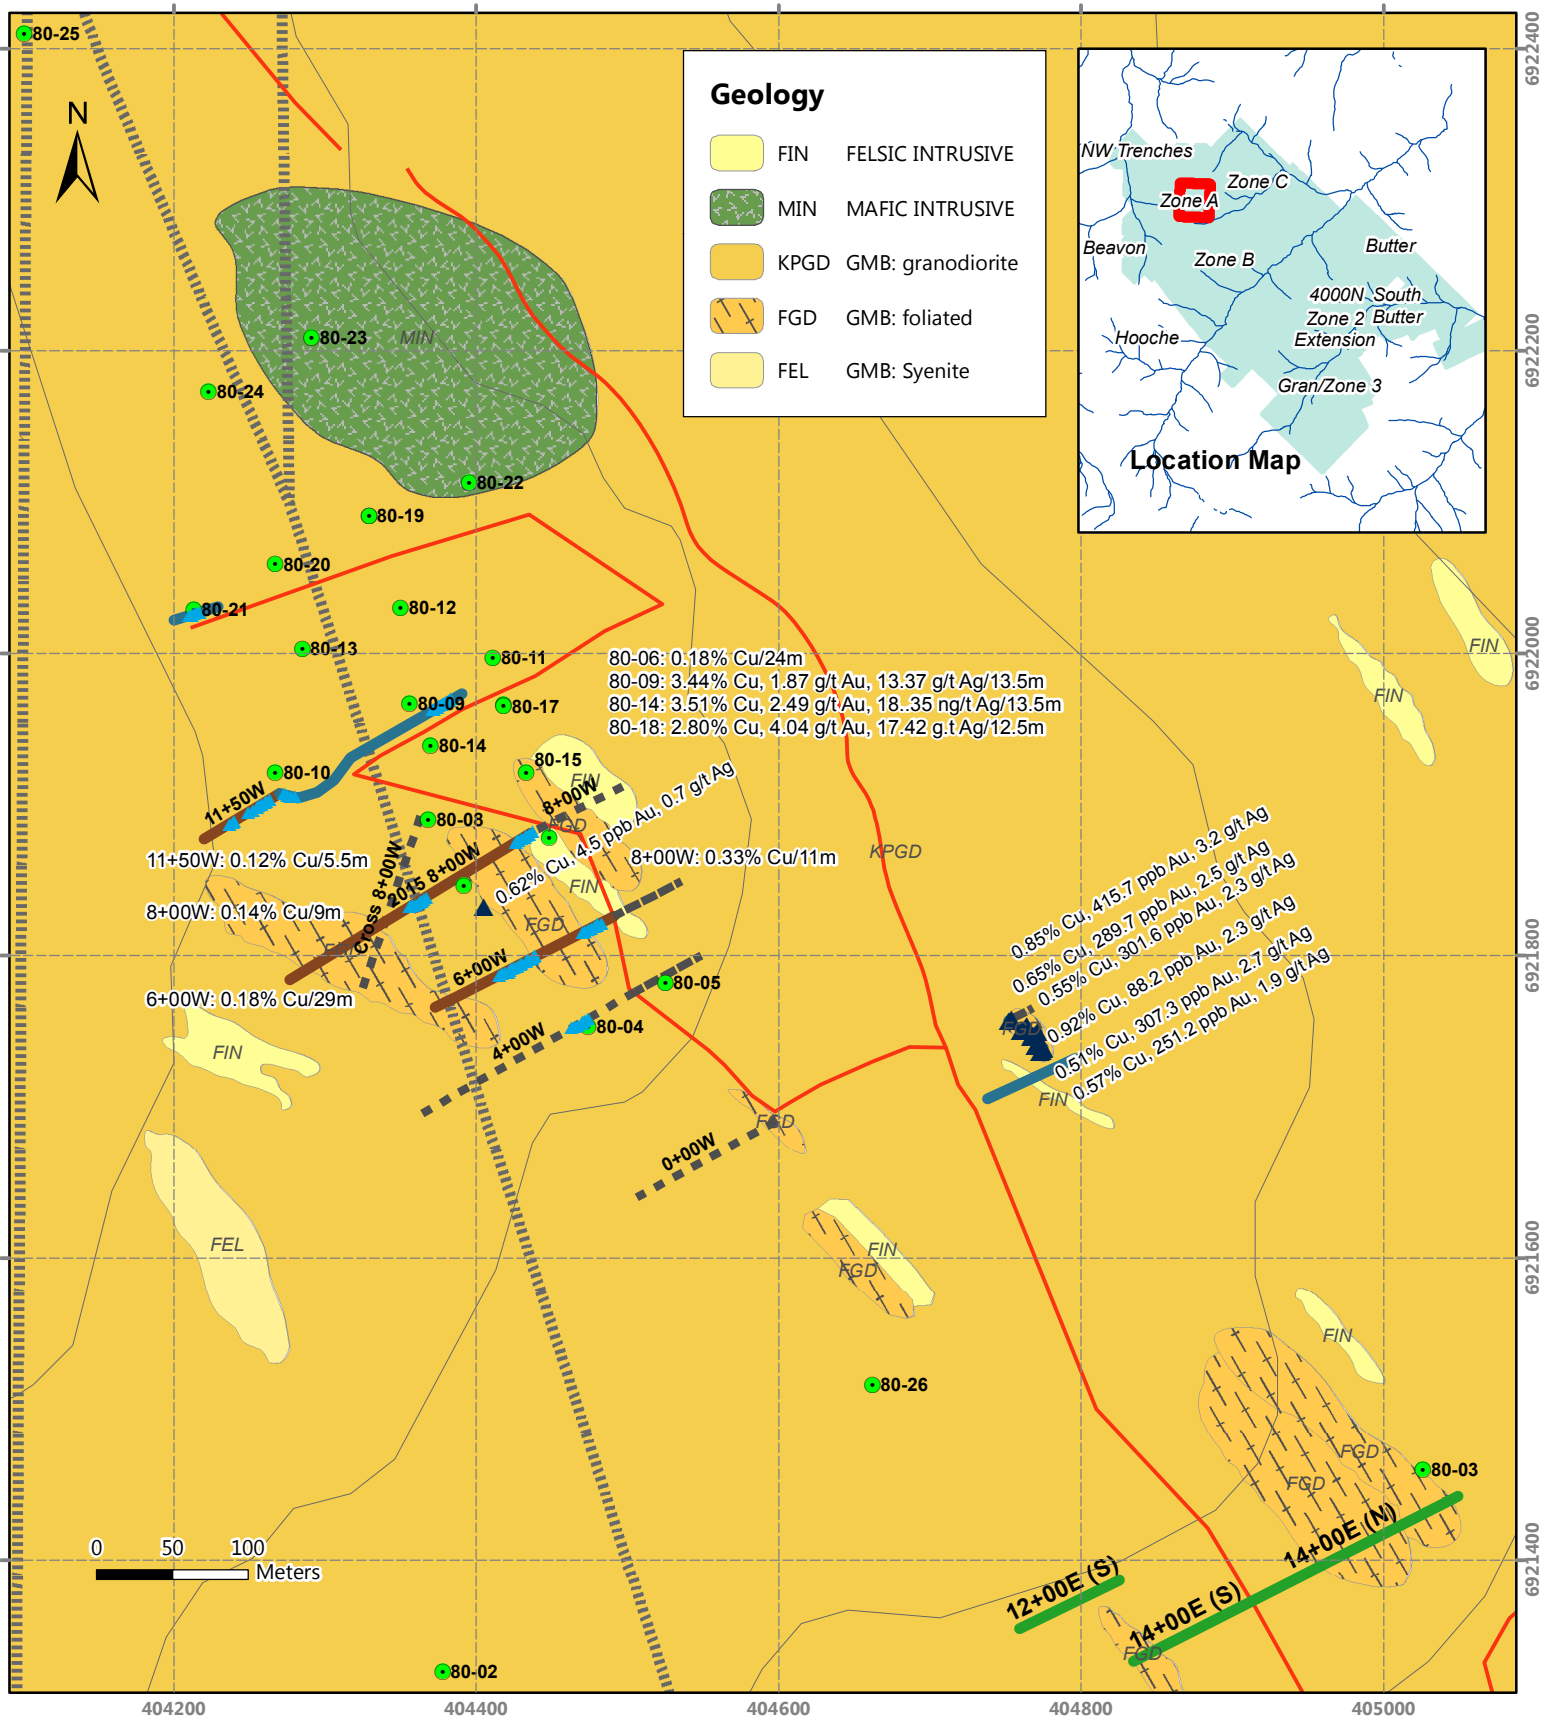 80-25
N
Geology
FIN FELSIC INTRUSIVE
MIN MAFIC INTRUSIVE
KPGD GMB: granodiorite
FGD GMB: foliated
FEL GMB: Syenite
NW Trenches
Zone C
Zone A
Beavon
Zone B
Butter
4000N South
Zone 2 Butter
Extension
Hooche
Gran/Zone 3
Location Map
6922400
6922200
6922000
6921800
6921600
6921400
80-23
MIN
80-24
80-22
80-19
80-20
80-21
80-12
80-13
80-11
80-09
80-17
80-14
80-10
80-15
80-03
80-06: 0.18% Cu/24m
80-09: 3.44% Cu, 1.87 g/t Au, 13.37 g/t Ag/13.5m
80-14: 3.51% Cu, 2.49 g/t Au, 18..35 ng/t Ag/13.5m
80-18: 2.80% Cu, 4.04 g/t Au, 17.42 g.t Ag/12.5m
FIN
FIN
FIN
8+00W
FGD
0.62% Cu, 4.5 ppb Au, 0.7 g/t Ag
11+50W
11+50W: 0.12% Cu/5.5m
8+00W: 0.33% Cu/11m
KPGD
2015 8+00W
Cross 8+00W
FIN
8+00W: 0.14% Cu/9m
FGD
6+00W
6+00W: 0.18% Cu/29m
80-05
80-04
4+00W
0.85% Cu, 415.7 ppb Au, 3.2 g/t Ag
0.65% Cu, 289.7 ppb Au, 2.5 g/t Ag
0.55% Cu, 301.6 ppb Au, 2.3 g/t Ag
0.92% Cu, 88.2 ppb Au, 2.3 g/t Ag
0.51% Cu, 307.3 ppb Au, 2.7 g/t Ag
0.57% Cu, 251.2 ppb Au, 1.9 g/t Ag
FGD
FIN
FIN
FGD
0+00W
FEL
FIN
FGD
FIN
80-26
FGD
FGD
80-03
14+00E (N)
12+00E (S)
14+00E (S)
FGD
0 50 100
Meters
80-02
404200 404400 404600 404800 405000